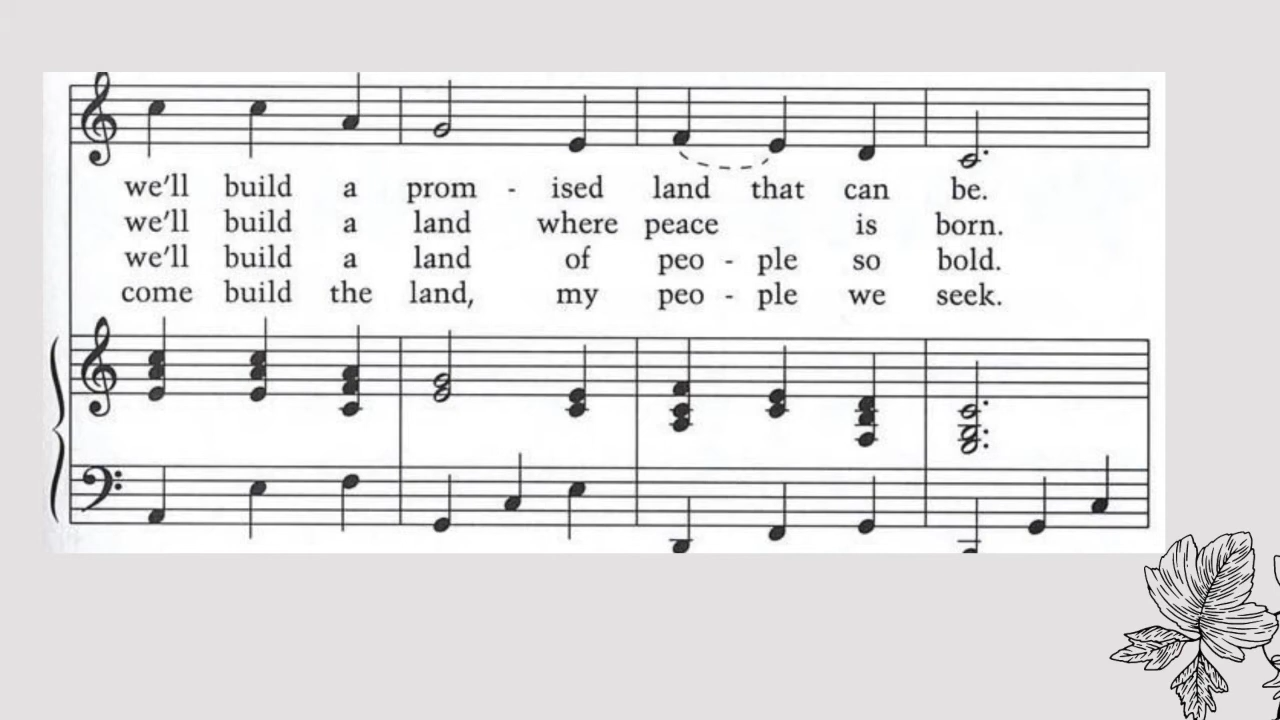 we'll build a prom - ised land that can be.
we'll build a land where peace is born.
we'll build a land of peo - ple so bold.
come build the land, my peo - ple we seek.